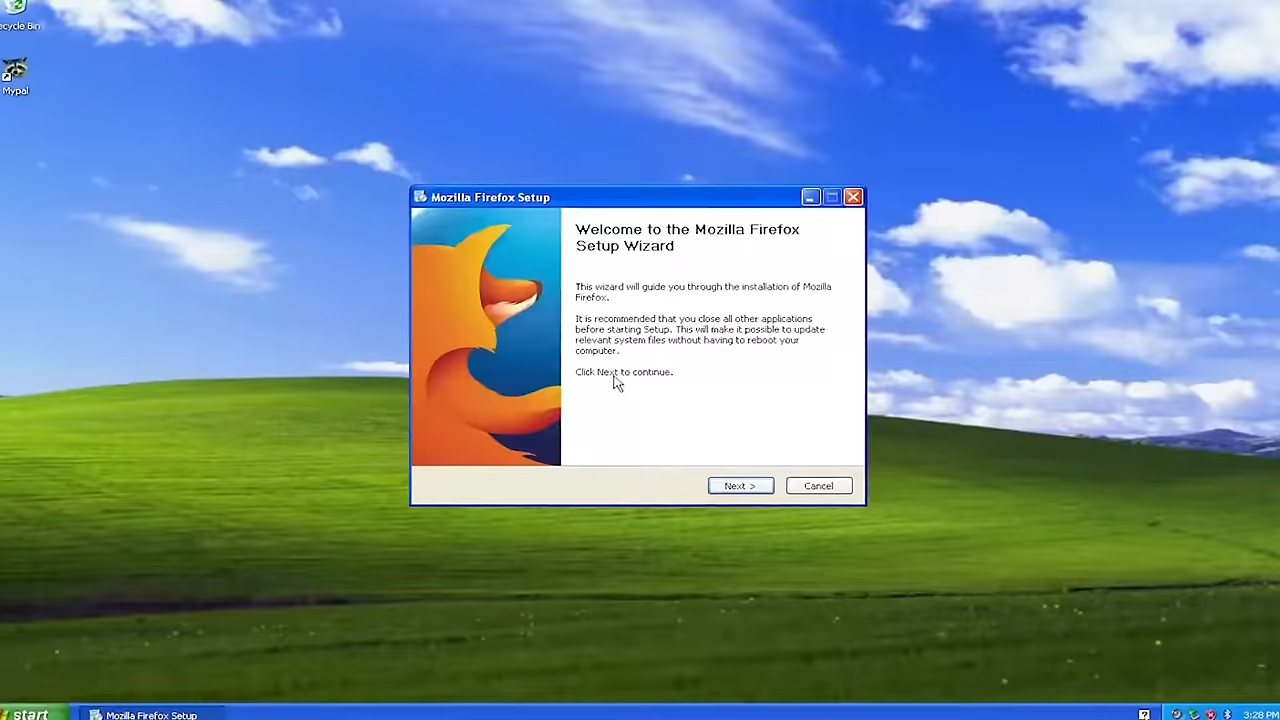 ecycle Bin
Mypal
Mozilla Firefox Setup
Welcome to the Mozilla Firefox
Setup Wizard
This wizard will guide you through the installation of Mozilla
Firefox.
It is recommended that you close all other applications
before starting Setup. This will make it possible to update
relevant system files without having to reboot your
computer.
Click Next to continue.
Next >
Cancel
start
Mozilla Firefox Setup
?
3:28 PM